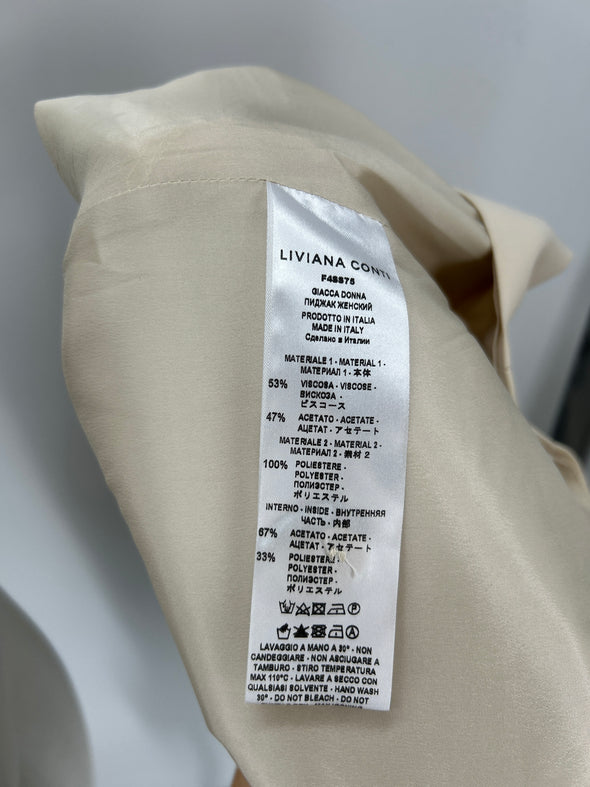 LIVIANA CONTI
F4SS75
GIACCA DONNA
ПИДЖАК ЖЕНСКИЙ
PRODOTTO IN ITALIA
MADE IN ITALY
Сделано в Италии
MATERIALE 1 - MATERIAL 1 -
МАТЕРИАЛ 1 - 本体
53% VISCOSA - VISCOSE -
ВИСКОЗА -
ビスコース
47% ACETATO - ACETATE -
АЦЕТАТ - アセテート
MATERIALE 2 - MATERIAL 2 -
МАТЕРИАЛ 2 - 素材 2
100% POLIESTERE -
POLYESTER -
ПОЛИЭСТЕР -
ポリエステル
INTERNO - INSIDE - ВНУТРЕННЯЯ
ЧАСТЬ - 内部
67% ACETATO - ACETATE -
АЦЕТАТ - アセテート
33% POLIESTERE -
POLYESTER -
ПОЛИЭСТЕР -
ポリエステル
LAVAGGIO A MANO A 30° - NON
CANDEGGIARE - NON ASCIUGARE A
TAMBURO - STIRO TEMPERATURA
MAX 110°C - LAVARE A SECCO CON
QUALSIASI SOLVENTE - HAND WASH
30° - DO NOT BLEACH - DO NOT